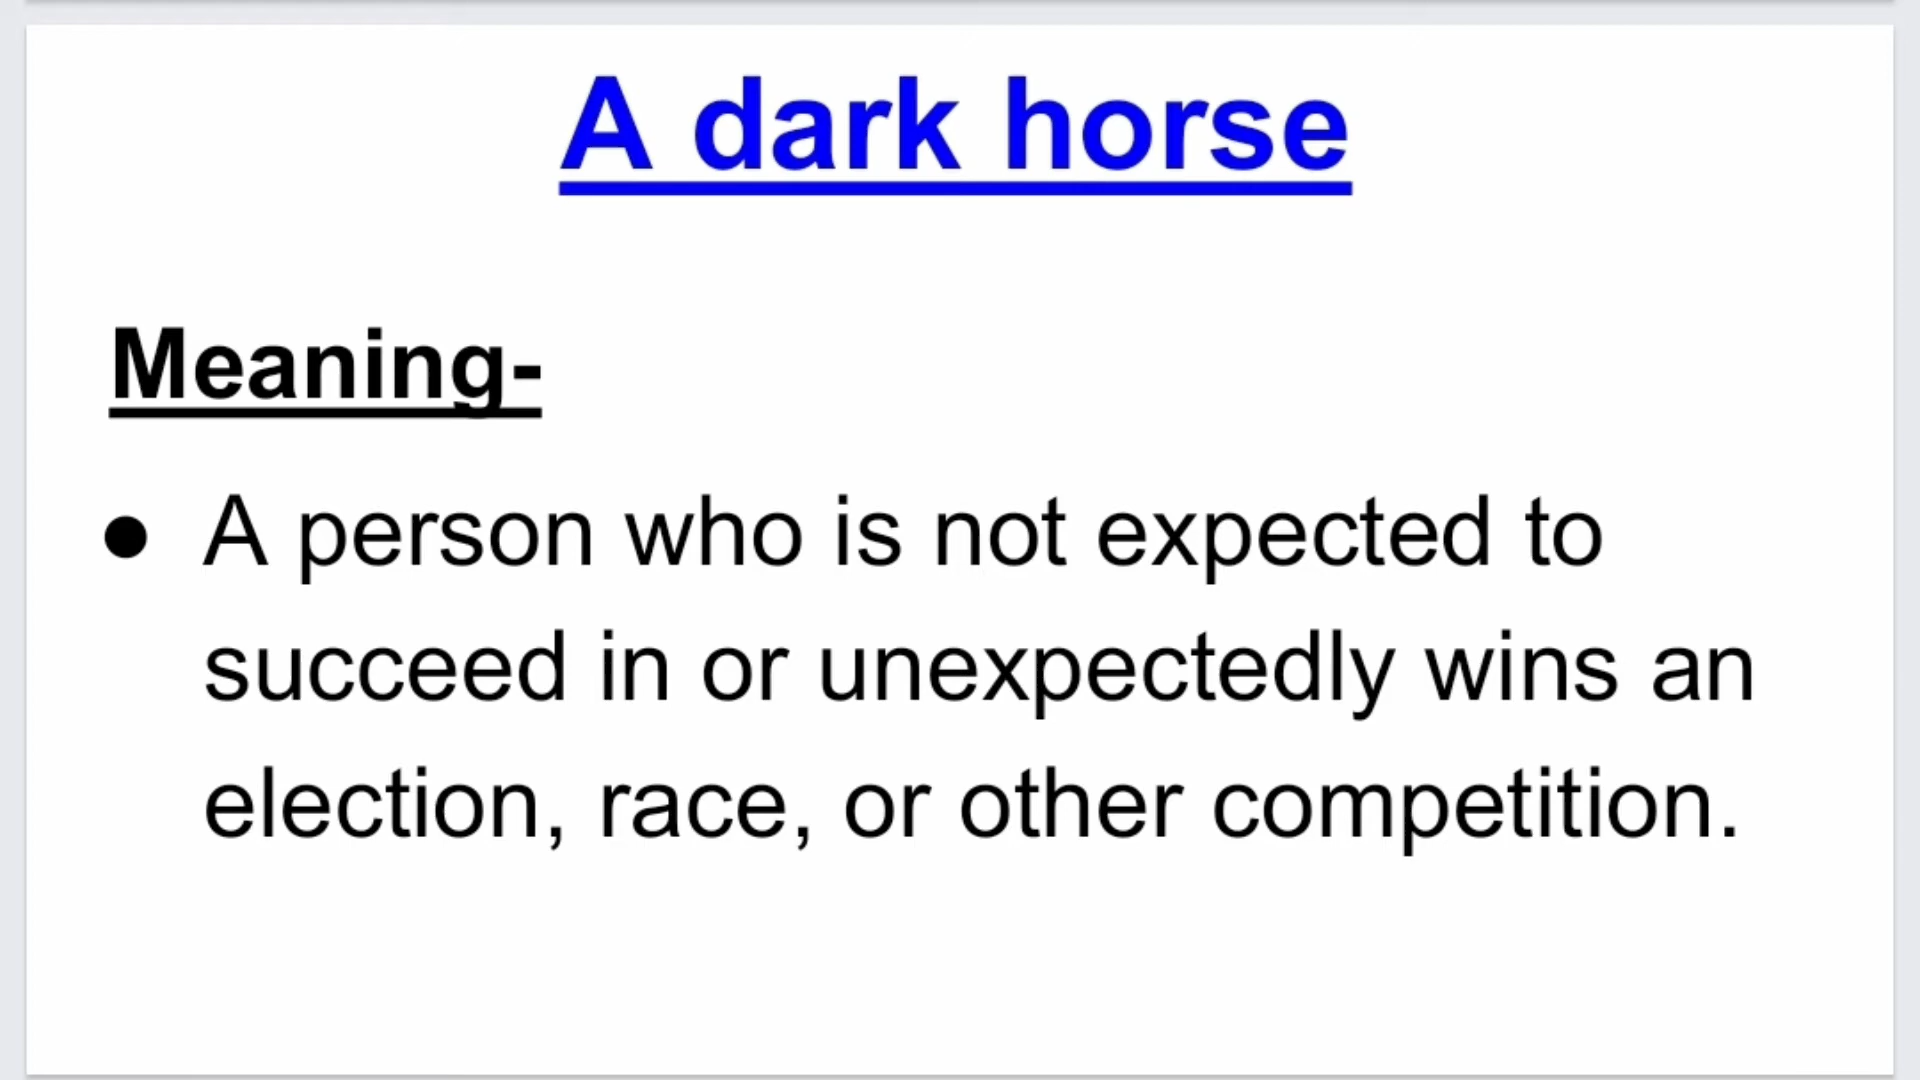 A dark horse
Meaning-
● A person who is not expected to
succeed in or unexpectedly wins an
election, race, or other competition.